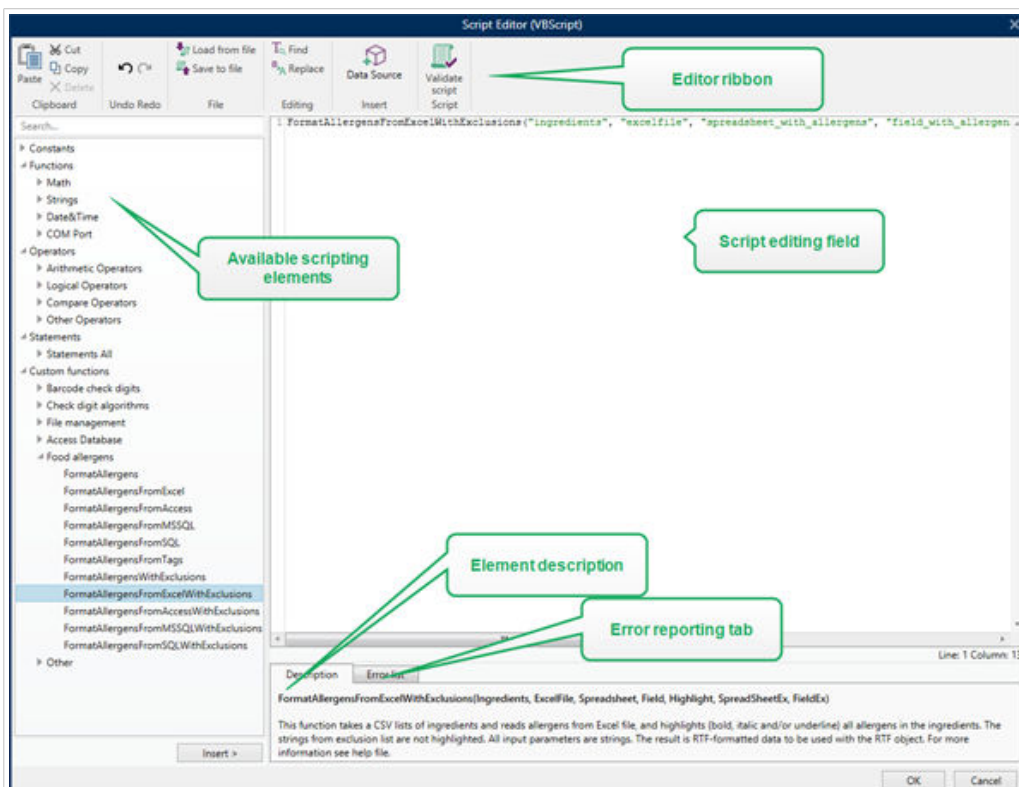 Script Editor (VBScript)
Paste
Cut
Copy
Delete
Clipboard
Undo Redo
Load from file
Save to file
File
Find
Replace
Editing
Data Source
Insert
Validate
script
Script
Editor ribbon
Search...
Constants
Functions
Math
Strings
Date&Time
COM Port
Operators
Arithmetic Operators
Logical Operators
Compare Operators
Other Operators
Statements
Statements All
Custom functions
Barcode check digits
Check digit algorithms
File management
Access Database
Food allergens
FormatAllergens
FormatAllergensFromExcel
FormatAllergensFromAccess
FormatAllergensFromMSSQL
FormatAllergensFromSQL
FormatAllergensFromTags
FormatAllergensWithExclusions
FormatAllergensFromExcelWithExclusions
FormatAllergensFromAccessWithExclusions
FormatAllergensFromMSSQLWithExclusions
FormatAllergensFromSQLWithExclusions
Other
Insert >
1 FormatAllergensFromExcelWithExclusions("ingredients", "excelfile", "spreadsheet_with_allergens", "field_with_allergen
Available scripting
elements
Script editing field
Element description
Error reporting tab
Line: 1 Column: 13
Description
Error list
FormatAllergensFromExcelWithExclusions(Ingredients, ExcelFile, Spreadsheet, Field, Highlight, SpreadSheetEx, FieldEx)
This function takes a CSV lists of ingredients and reads allergens from Excel file, and highlights (bold, italic and/or underline) all allergens in the ingredients. The
strings from exclusion list are not highlighted. All input parameters are strings. The result is RTF-formatted data to be used with the RTF object. For more
information see help file.
OK
Cancel